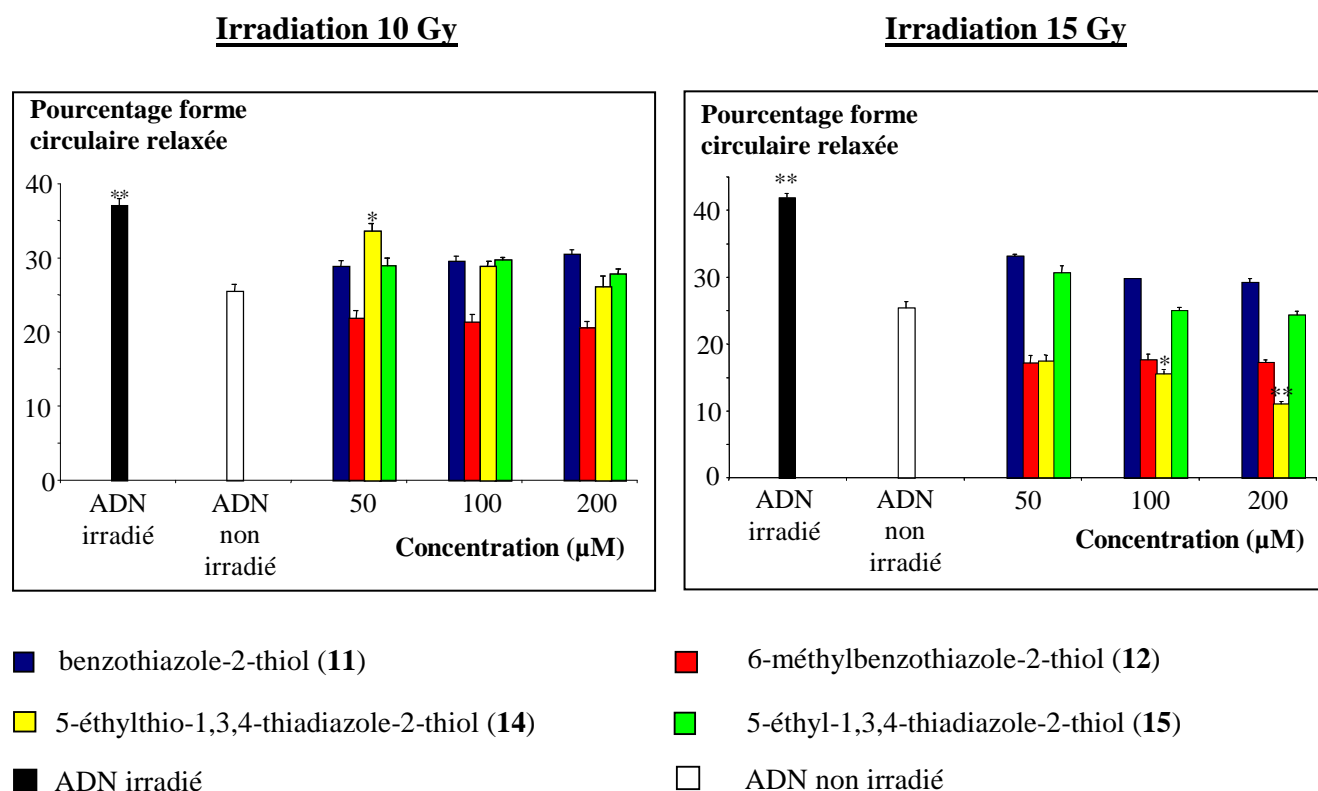 Irradiation 10 Gy
Irradiation 15 Gy
Pourcentage forme
circulaire relaxée
40
30
20
10
0
**
*
ADN
irradié
ADN
non
irradié
50
100
200
Concentration (µM)
Pourcentage forme
circulaire relaxée
40
30
20
10
0
**
*
**
ADN
irradié
ADN
non
irradié
50
100
200
Concentration (µM)
benzothiazole-2-thiol (11)
6-méthylbenzothiazole-2-thiol (12)
5-éthylthio-1,3,4-thiadiazole-2-thiol (14)
5-éthyl-1,3,4-thiadiazole-2-thiol (15)
ADN irradié
ADN non irradié